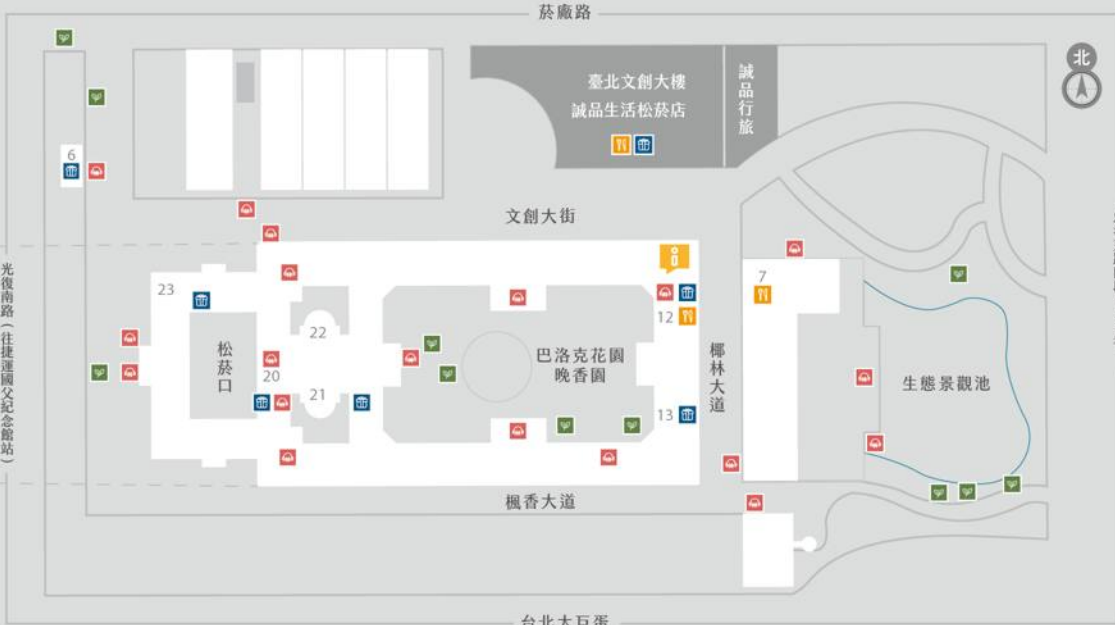 菸廠路
北
臺北文創大樓
誠品生活松菸店
誠品行旅
6
文創大街
光復南路（往捷運國父紀念館站）
23
7
12
22
松菸口
巴洛克花園
晚香園
椰林大道
生態景觀池
20
21
13
楓香大道
台北大巨蛋